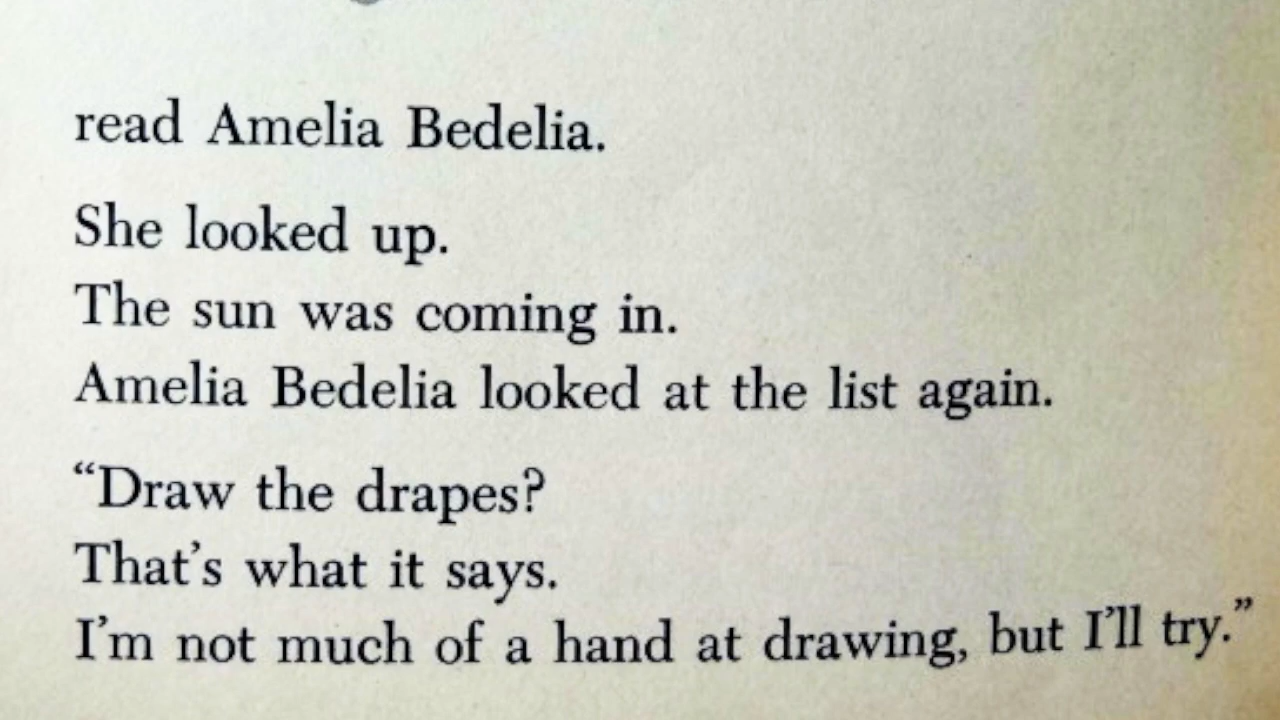 read Amelia Bedelia.
She looked up.
The sun was coming in.
Amelia Bedelia looked at the list again.
“Draw the drapes?
That’s what it says.
I’m not much of a hand at drawing, but I’ll try.”